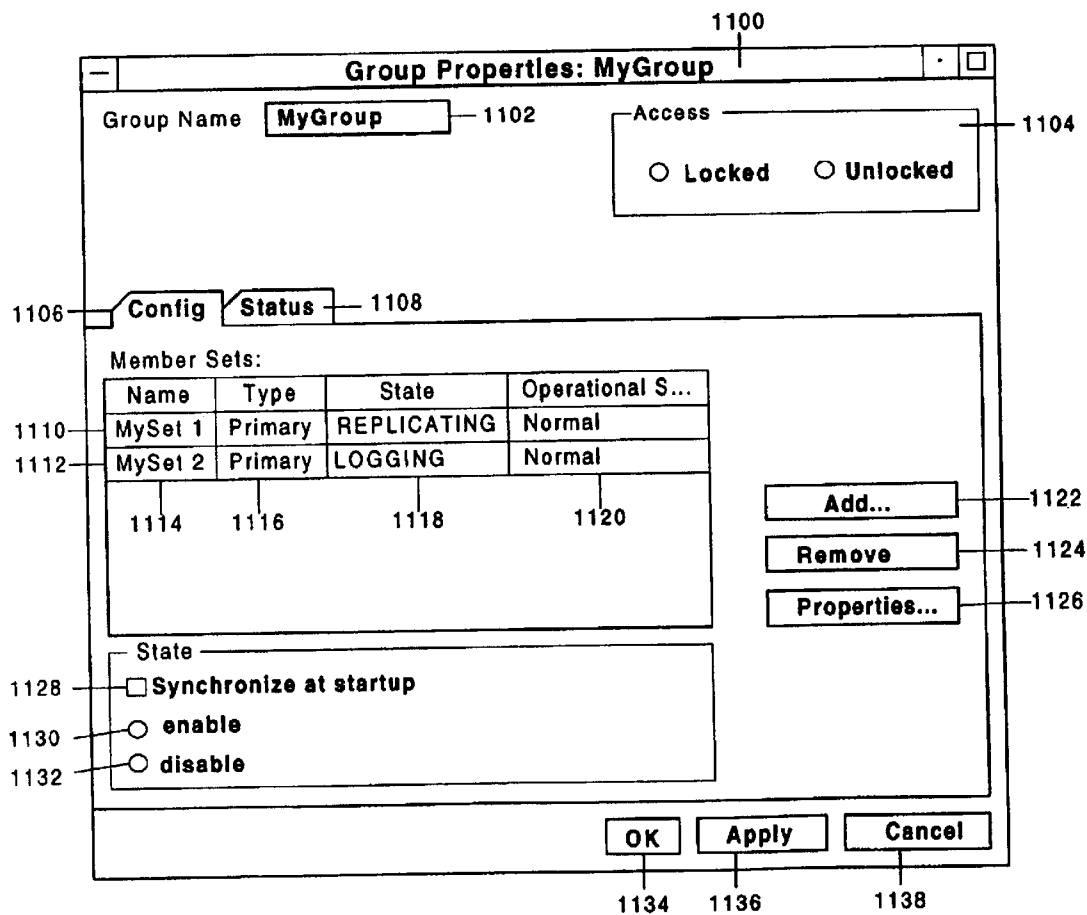 1100
Group Properties: MyGroup
Group Name MyGroup 1102
Access
1104
Locked Unlocked
1106 Config Status 1108
Member Sets:
Name Type State Operational S...
1110 MySet 1 Primary REPLICATING Normal
1112 MySet 2 Primary LOGGING Normal
1114 1116 1118 1120
Add... 1122
Remove 1124
Properties... 1126
State
1128 Synchronize at startup
1130 enable
1132 disable
OK Apply Cancel
1134 1136 1138